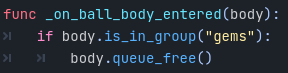 func _on_ball_body_entered(body):
    if body.is_in_group("gems"):
        body.queue_free()